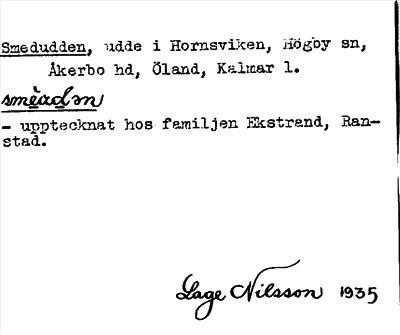 Smedudden, udde i Hornsviken, Högby sn,
Åkerbo hd, Öland, Kalmar l.
- upptecknat hos familjen Ekstrand, Ran-
stad.
Lage Nilsson 1935